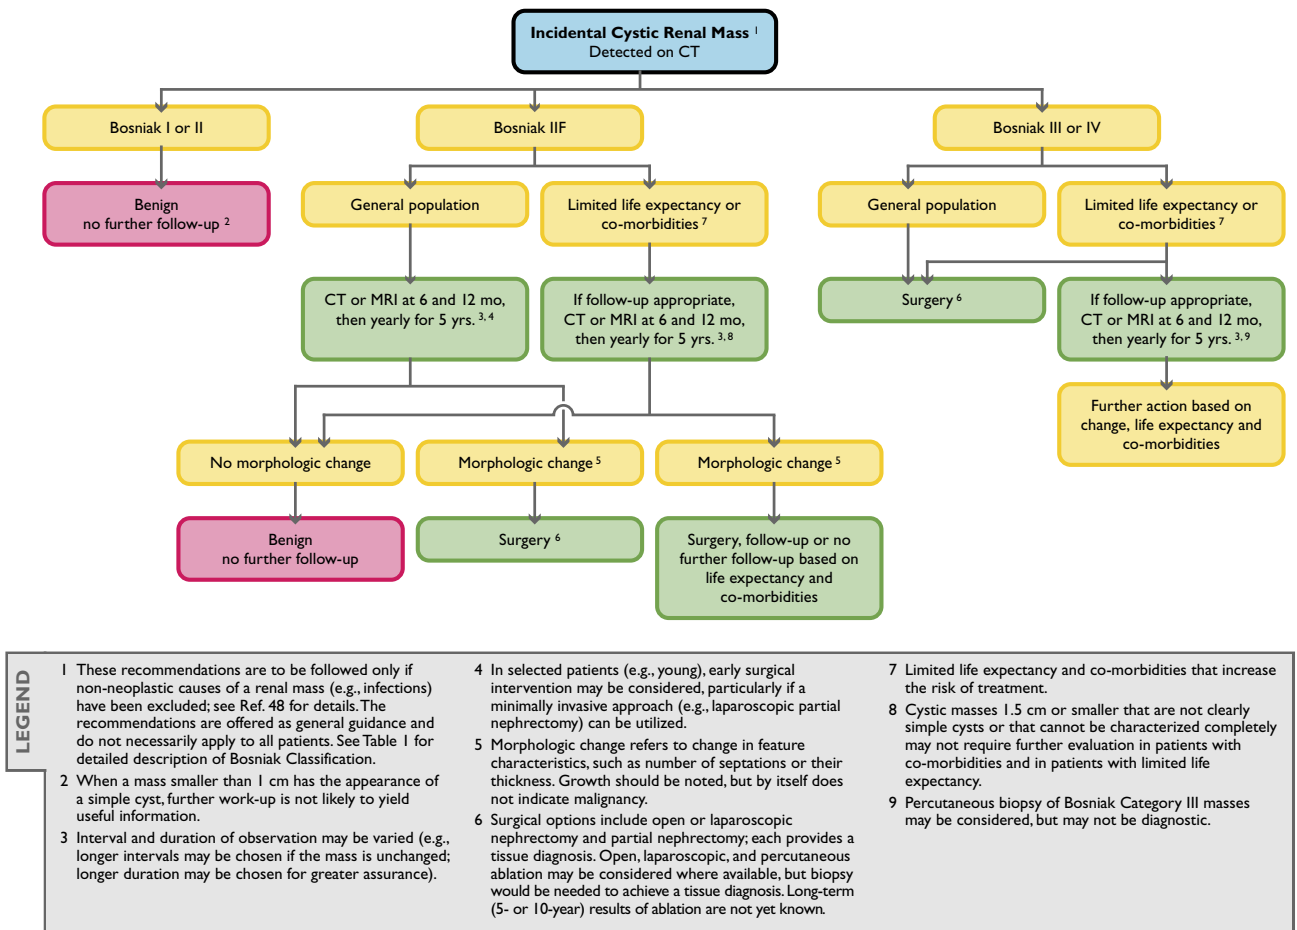 Incidental Cystic Renal Mass 1
Detected on CT
Bosniak I or II
Bosniak IIF
Bosniak III or IV
Benign
no further follow-up 2
General population
Limited life expectancy or
co-morbidities 7
General population
Limited life expectancy or
co-morbidities 7
CT or MRI at 6 and 12 mo,
then yearly for 5 yrs. 3, 4
If follow-up appropriate,
CT or MRI at 6 and 12 mo,
then yearly for 5 yrs. 3, 8
Surgery 6
If follow-up appropriate,
CT or MRI at 6 and 12 mo,
then yearly for 5 yrs. 3, 9
Further action based on
change, life expectancy and
co-morbidities
No morphologic change
Morphologic change 5
Morphologic change 5
Benign
no further follow-up
Surgery 6
Surgery, follow-up or no
further follow-up based on
life expectancy and
co-morbidities
LEGEND
1 These recommendations are to be followed only if
non-neoplastic causes of a renal mass (e.g., infections)
have been excluded; see Ref. 48 for details. The
recommendations are offered as general guidance and
do not necessarily apply to all patients. See Table 1 for
detailed description of Bosniak Classification.
2 When a mass smaller than 1 cm has the appearance of
a simple cyst, further work-up is not likely to yield
useful information.
3 Interval and duration of observation may be varied (e.g.,
longer intervals may be chosen if the mass is unchanged;
longer duration may be chosen for greater assurance).
4 In selected patients (e.g., young), early surgical
intervention may be considered, particularly if a
minimally invasive approach (e.g., laparoscopic partial
nephrectomy) can be utilized.
5 Morphologic change refers to change in feature
characteristics, such as number of septations or their
thickness. Growth should be noted, but by itself does
not indicate malignancy.
6 Surgical options include open or laparoscopic
nephrectomy and partial nephrectomy; each provides a
tissue diagnosis. Open, laparoscopic, and percutaneous
ablation may be considered where available, but biopsy
would be needed to achieve a tissue diagnosis. Long-term
(5- or 10-year) results of ablation are not yet known.
7 Limited life expectancy and co-morbidities that increase
the risk of treatment.
8 Cystic masses 1.5 cm or smaller that are not clearly
simple cysts or that cannot be characterized completely
may not require further evaluation in patients with
co-morbidities and in patients with limited life
expectancy.
9 Percutaneous biopsy of Bosniak Category III masses
may be considered, but may not be diagnostic.